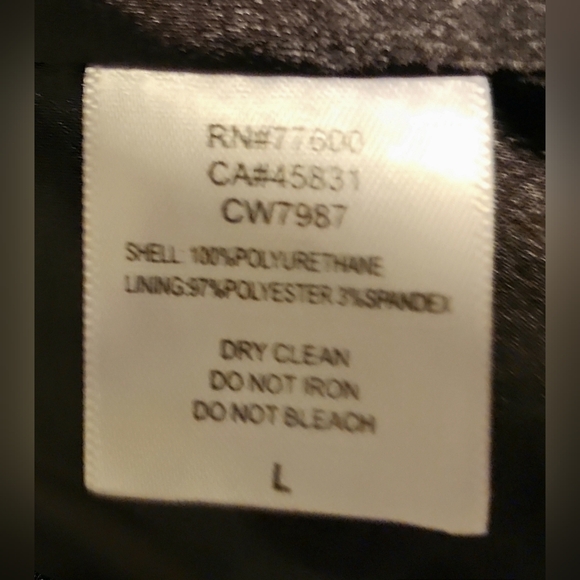 RN#77600
CA#45831
CW7987
SHELL: 100%POLYURETHANE
LINING:97%POLYESTER 3%SPANDEX
DRY CLEAN
DO NOT IRON
DO NOT BLEACH
L